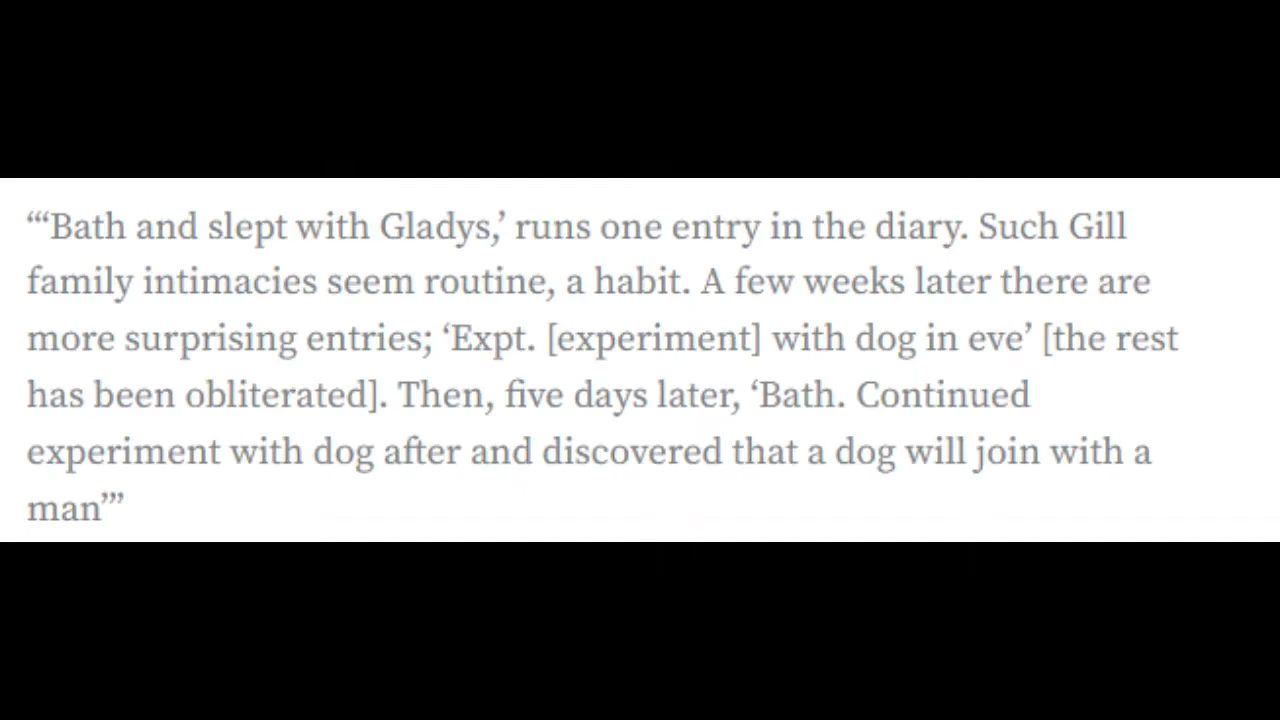 “‘Bath and slept with Gladys,’ runs one entry in the diary. Such Gill
family intimacies seem routine, a habit. A few weeks later there are
more surprising entries; ‘Expt. [experiment] with dog in eve’ [the rest
has been obliterated]. Then, five days later, ‘Bath. Continued
experiment with dog after and discovered that a dog will join with a
man’”